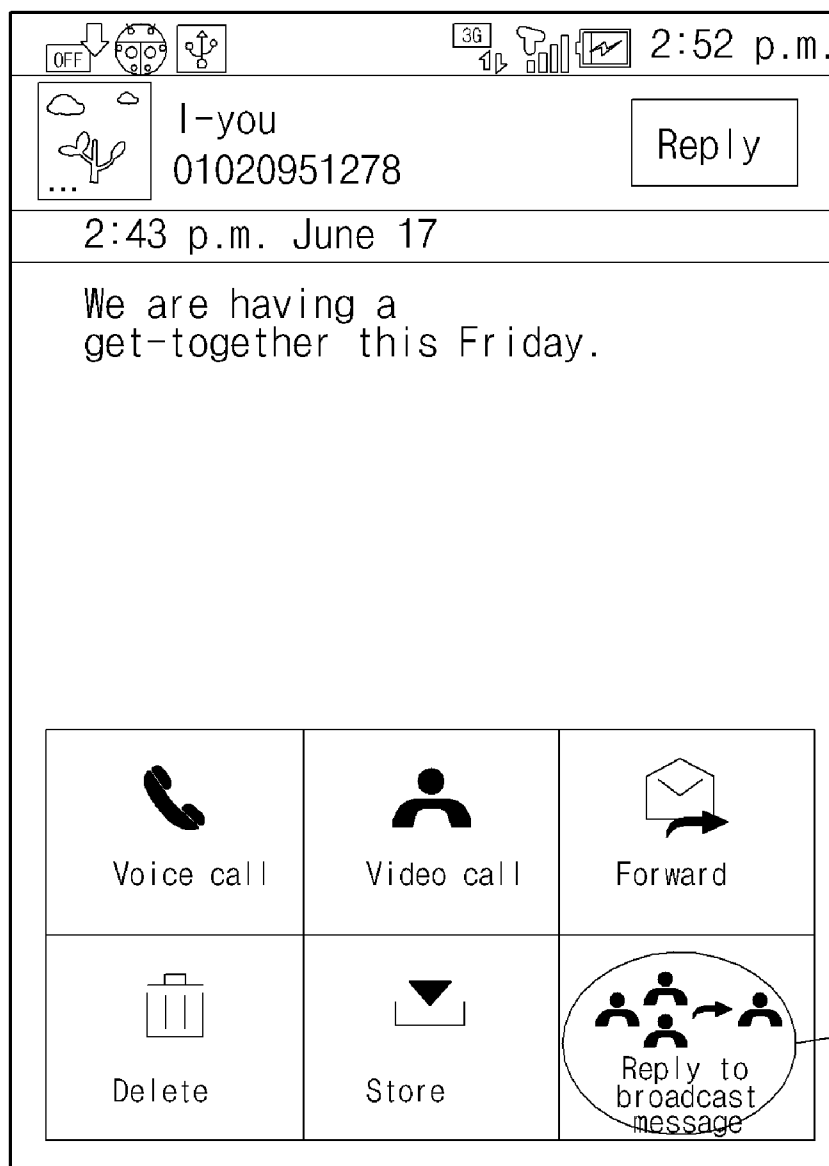 OFF 3G 2:52 p.m.
I-you
01020951278
Reply
2:43 p.m. June 17
We are having a
get-together this Friday.
Voice call
Video call
Forward
Delete
Store
Reply to
broadcast
message